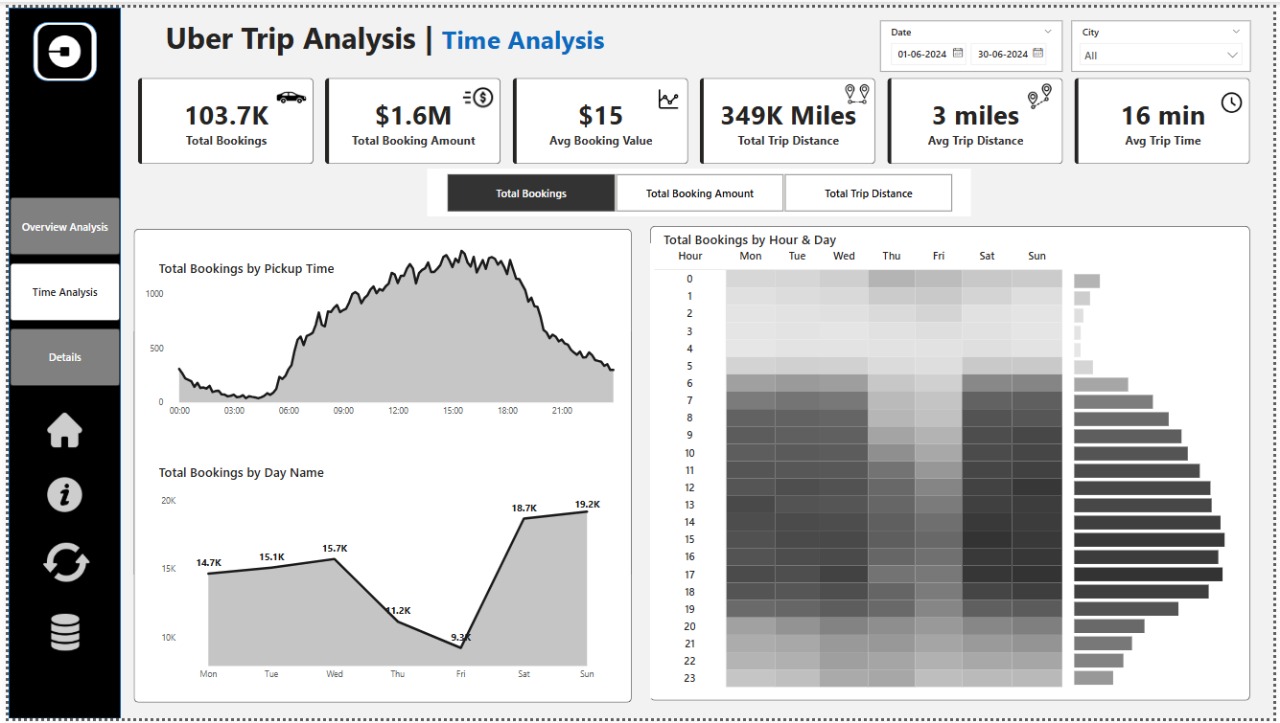 Uber Trip Analysis | Time Analysis
Date
01-06-2024 30-06-2024
City
All
103.7K
Total Bookings
$1.6M
Total Booking Amount
$15
Avg Booking Value
349K Miles
Total Trip Distance
3 miles
Avg Trip Distance
16 min
Avg Trip Time
Total Bookings Total Booking Amount Total Trip Distance
Overview Analysis
Time Analysis
Details
Total Bookings by Pickup Time
1000
500
0
00:00 03:00 06:00 09:00 12:00 15:00 18:00 21:00
Total Bookings by Day Name
20K
15K
10K
14.7K 15.1K 15.7K 11.2K 9.3K 18.7K 19.2K
Mon Tue Wed Thu Fri Sat Sun
Total Bookings by Hour & Day
Hour Mon Tue Wed Thu Fri Sat Sun
0
1
2
3
4
5
6
7
8
9
10
11
12
13
14
15
16
17
18
19
20
21
22
23